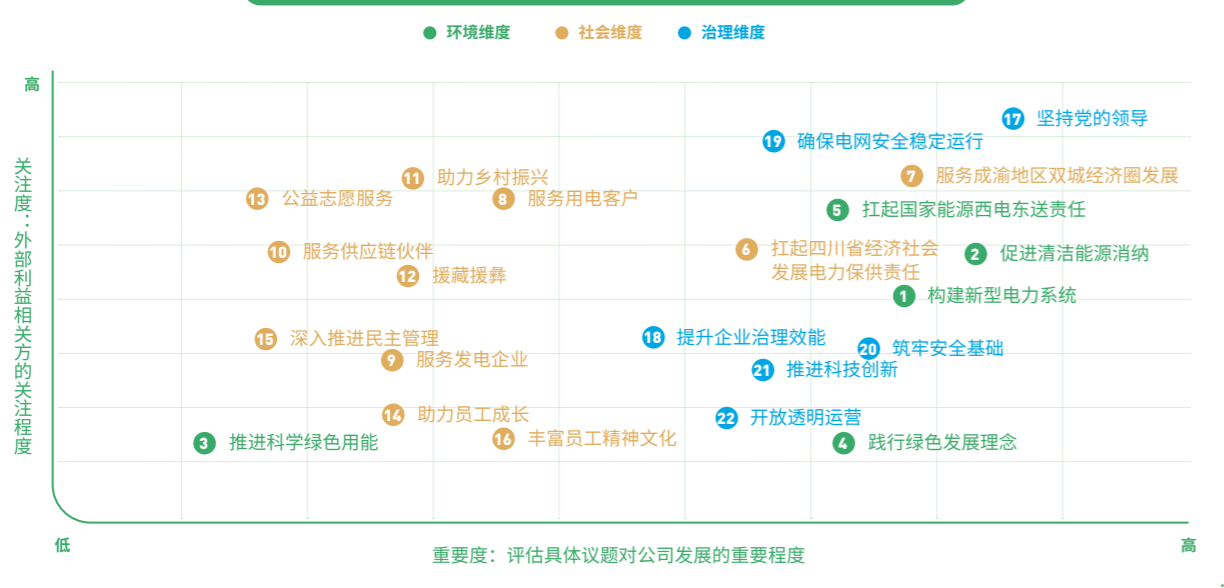 环境维度 社会维度 治理维度
高
关注度：外部利益相关方的关注程度
17 坚持党的领导
19 确保电网安全稳定运行
7 服务成渝地区双城经济圈发展
11 助力乡村振兴
13 公益志愿服务
8 服务用电客户
5 扛起国家能源西电东送责任
10 服务供应链伙伴
6 扛起四川省经济社会
发展电力保供责任
2 促进清洁能源消纳
12 援藏援彝
1 构建新型电力系统
15 深入推进民主管理
18 提升企业治理效能
20 筑牢安全基础
9 服务发电企业
21 推进科技创新
14 助力员工成长
22 开放透明运营
3 推进科学绿色用能
16 丰富员工精神文化
4 践行绿色发展理念
低
重要度：评估具体议题对公司发展的重要程度
高